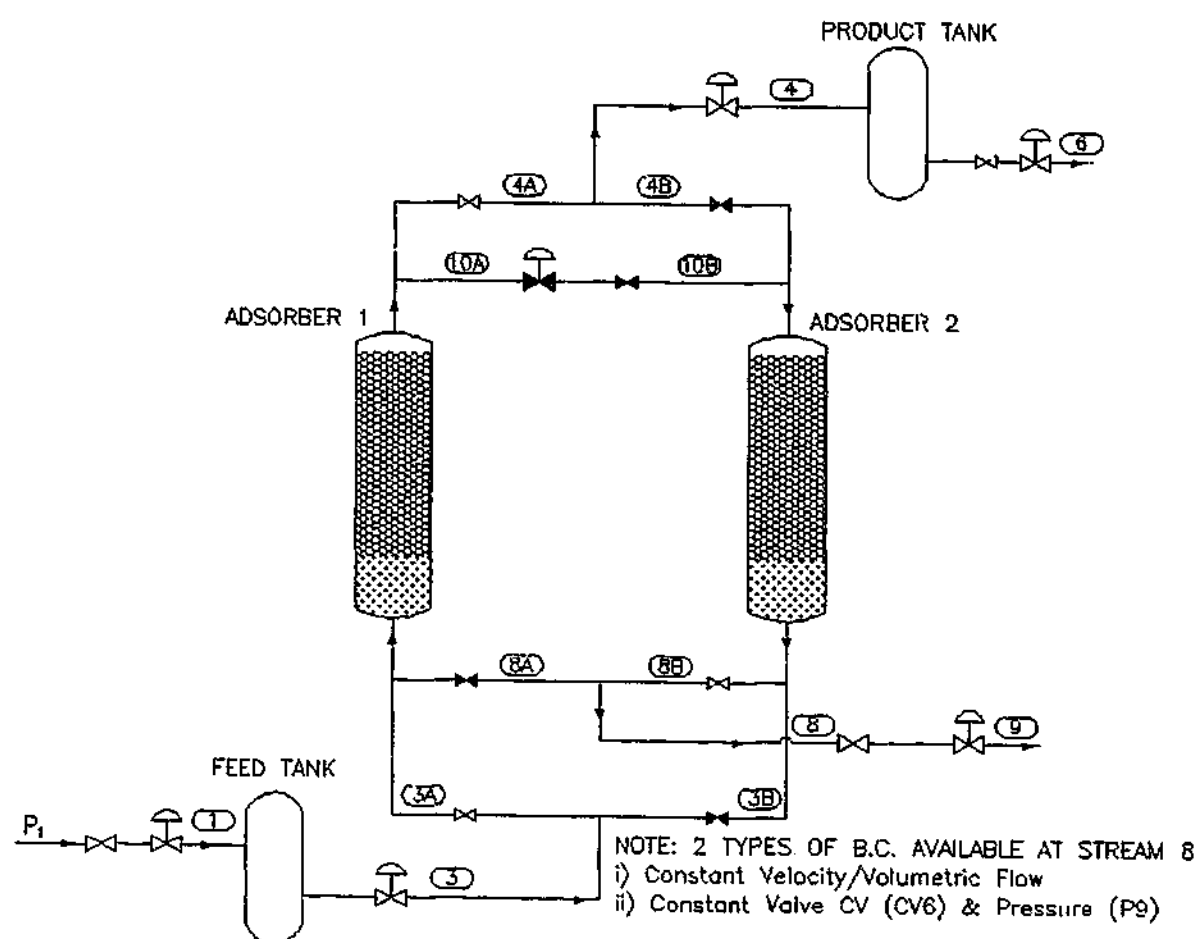 PRODUCT TANK
4
6
4A
4B
10A
10B
ADSORBER 1
ADSORBER 2
8A
8B
8
9
FEED TANK
3A
3B
P1
1
NOTE: 2 TYPES OF B.C. AVAILABLE AT STREAM 8
i) Constant Velocity/Volumetric Flow
ii) Constant Valve CV (CV6) & Pressure (P9)
3